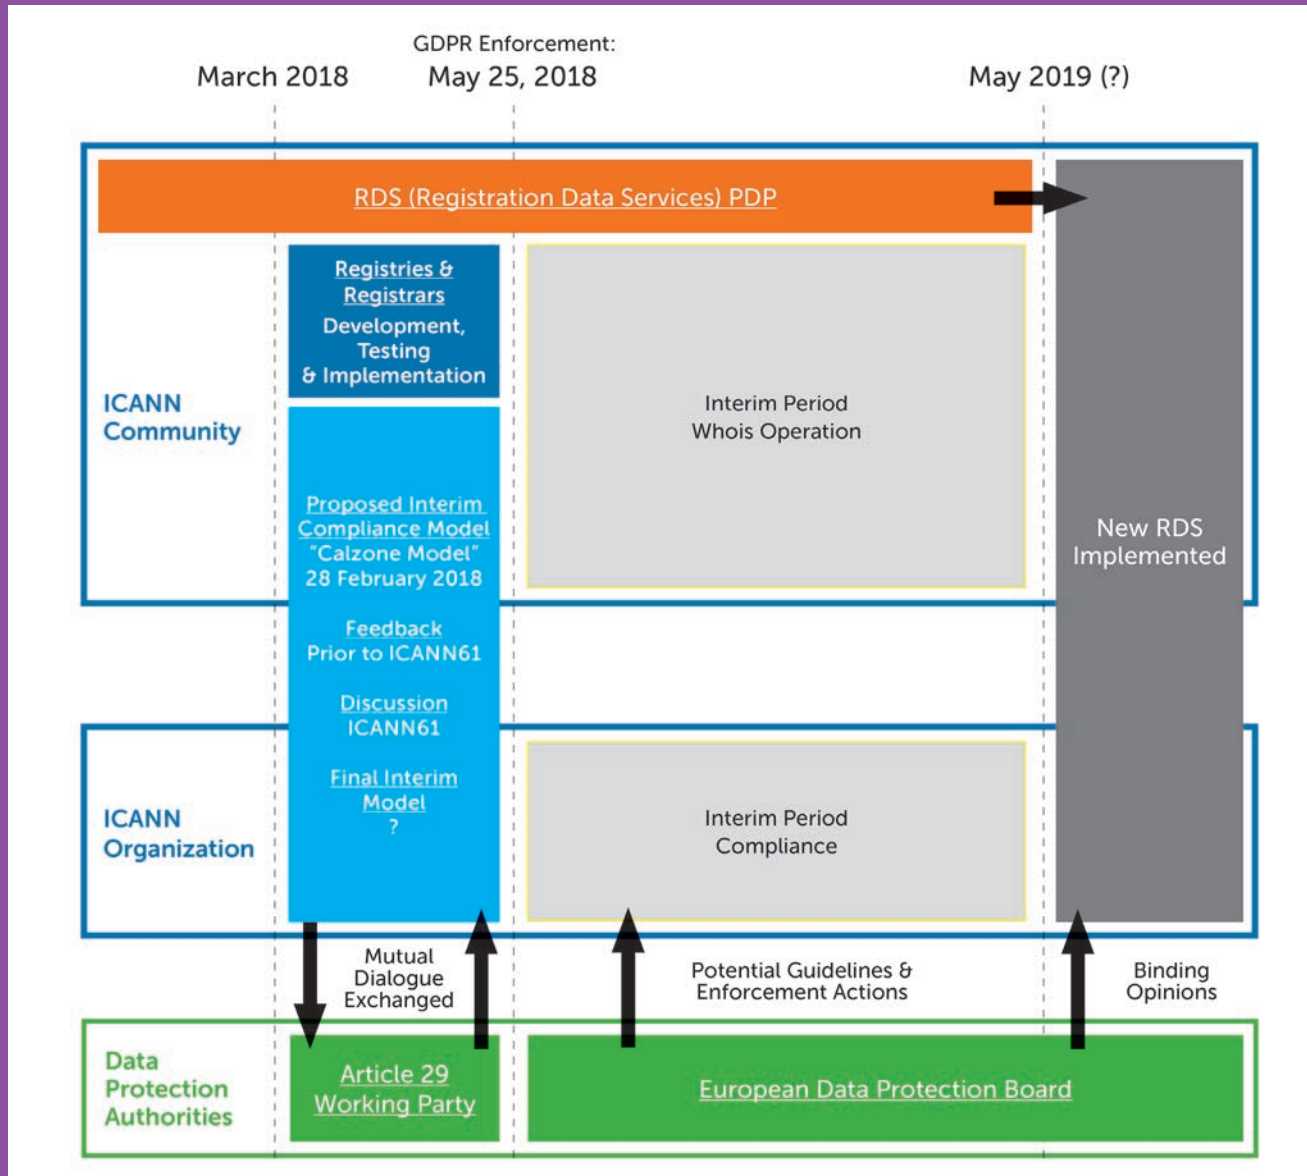 GDPR Enforcement:
March 2018
May 25, 2018
May 2019 (?)
RDS (Registration Data Services) PDP
ICANN
Community
Registries &
Registrars
Development,
Testing
& Implementation
Proposed Interim
Compliance Model
“Calzone Model”
28 February 2018
Feedback
Prior to ICANN61
Discussion
ICANN61
Final Interim
Model
?
Interim Period
Whois Operation
New RDS
Implemented
ICANN
Organization
Interim Period
Compliance
Mutual
Dialogue
Exchanged
Potential Guidelines &
Enforcement Actions
Binding
Opinions
Data
Protection
Authorities
Article 29
Working Party
European Data Protection Board